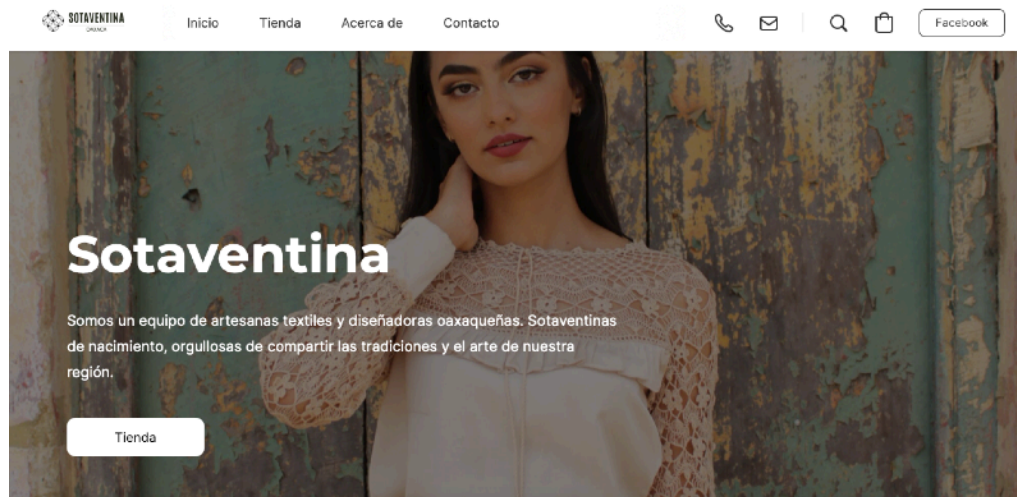 SOTAVENTINA
OAXACA
Inicio Tienda Acerca de Contacto Facebook
Sotaventina
Somos un equipo de artesanas textiles y diseñadoras oaxaqueñas. Sotaventinas
de nacimiento, orgullosas de compartir las tradiciones y el arte de nuestra
región.
Tienda